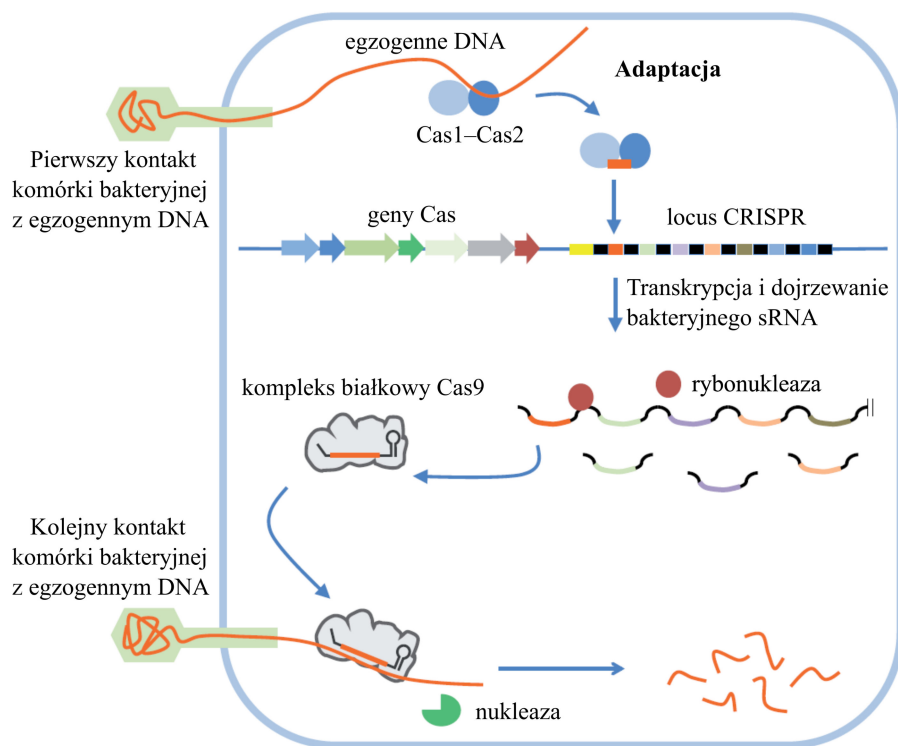 egzogenne DNA
Adaptacja
Cas1–Cas2
Pierwszy kontakt
komórki bakteryjnej
z egzogennym DNA
geny Cas
locus CRISPR
Transkrypcja i dojrzewanie
bakteryjnego sRNA
kompleks białkowy Cas9
rybonukleaza
Kolejny kontakt
komórki bakteryjnej
z egzogennym DNA
nukleaza